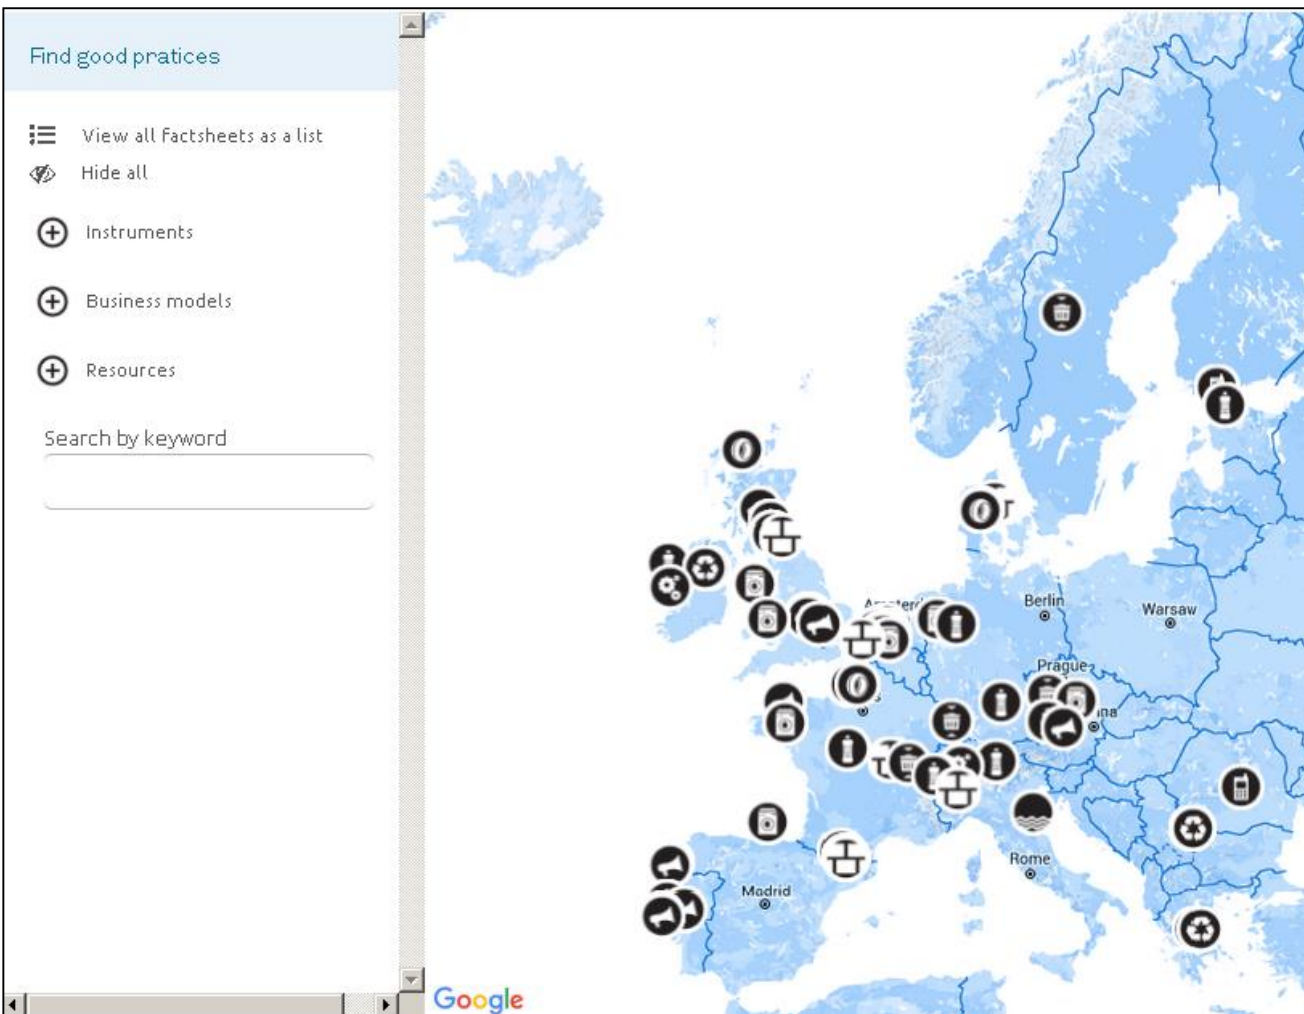 Find good pratices
View all factsheets as a list
Hide all
Instruments
Business models
Resources
Search by keyword
Berlin
Warsaw
Prague
Rome
Madrid
Google